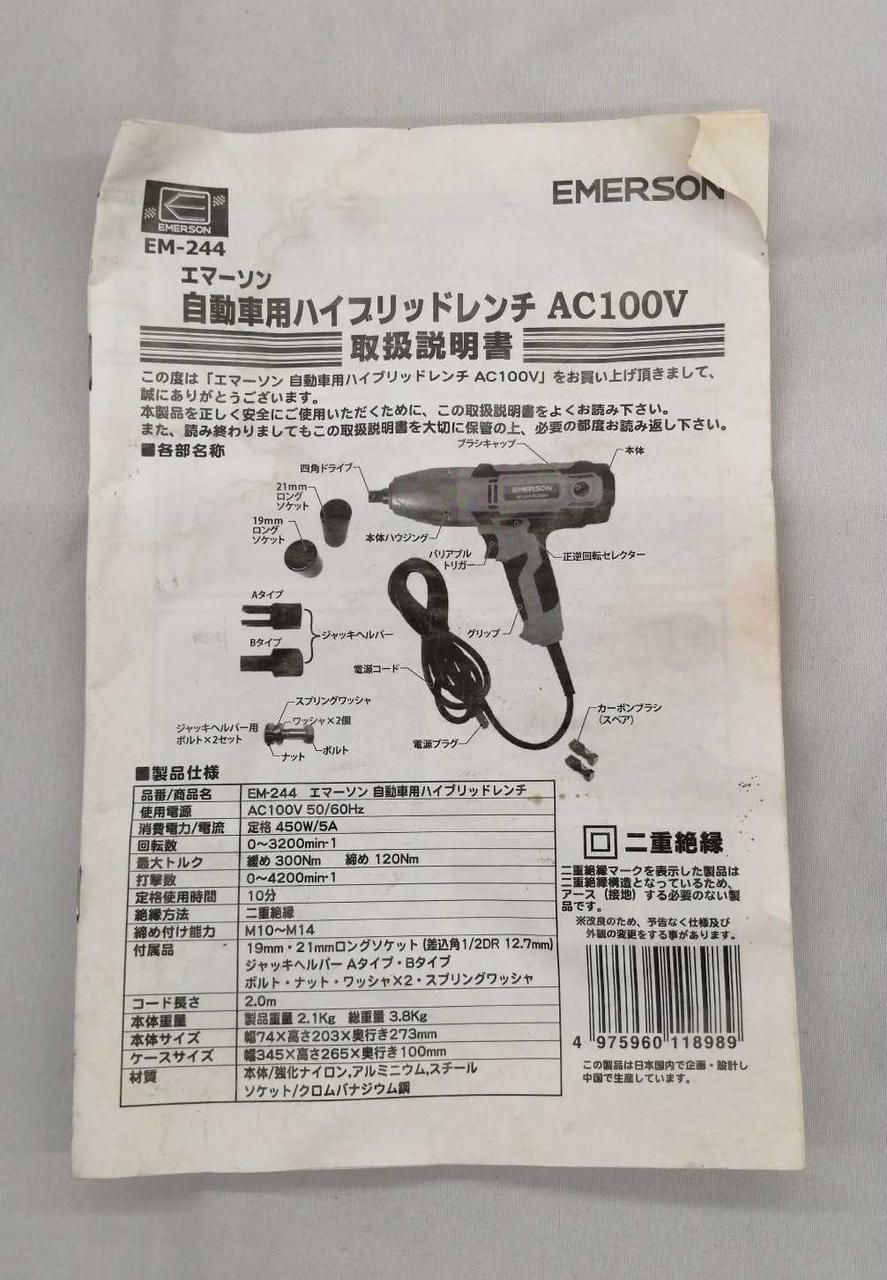 EMERSON
EMERSON
EM-244
エマーソン
自動車用ハイブリッドレンチ AC100V
取扱説明書
この度は「エマーソン 自動車用ハイブリッドレンチ AC100V」をお買い上げ頂きまして、
誠にありがとうございます。
本製品を正しく安全にご使用いただくために、この取扱説明書をよくお読み下さい。
また、読み終わりましてもこの取扱説明書を大切に保管の上、必要の都度お読み返し下さい。
■各部名称
ブラシキャップ
本体
四角ドライブ
21mm
ロング
ソケット
19mm
ロング
ソケット
EMERSON
本体ハウジング
バリアブル
トリガー
正逆回転セレクター
Aタイプ
Bタイプ
ジャッキヘルパー
グリップ
電源コード
スプリングワッシャ
ワッシャ×2個
ジャッキヘルパー用
ボルト×2セット
ナット
ボルト
電源プラグ
カーボンブラシ
(スペア)
■製品仕様
品番/商品名 EM-244 エマーソン 自動車用ハイブリッドレンチ
使用電源 AC100V 50/60Hz
消費電力/電流 定格 450W/5A
回転数 0〜3200min-1
最大トルク 緩め 300Nm 締め 120Nm
打撃数 0〜4200min-1
定格使用時間 10分
絶縁方法 二重絶縁
締め付け能力 M10〜M14
付属品 19mm・21mmロングソケット (差込角1/2DR 12.7mm)
ジャッキヘルパー Aタイプ・Bタイプ
ボルト・ナット・ワッシャ×2・スプリングワッシャ
コード長さ 2.0m
本体重量 製品重量 2.1Kg 総重量 3.8Kg
本体サイズ 幅74×高さ203×奥行き273mm
ケースサイズ 幅345×高さ265×奥行き100mm
材質 本体/強化ナイロン,アルミニウム,スチール
ソケット/クロムバナジウム鋼
二重絶縁
二重絶縁マークを表示した製品は
二重絶縁構造となっているため、
アース（接地）する必要のない製
品です。
※改良のため、予告なく仕様及び
外観の変更をする事があります。
4 975960 118989
この製品は日本国内で企画・設計し
中国で生産しています。